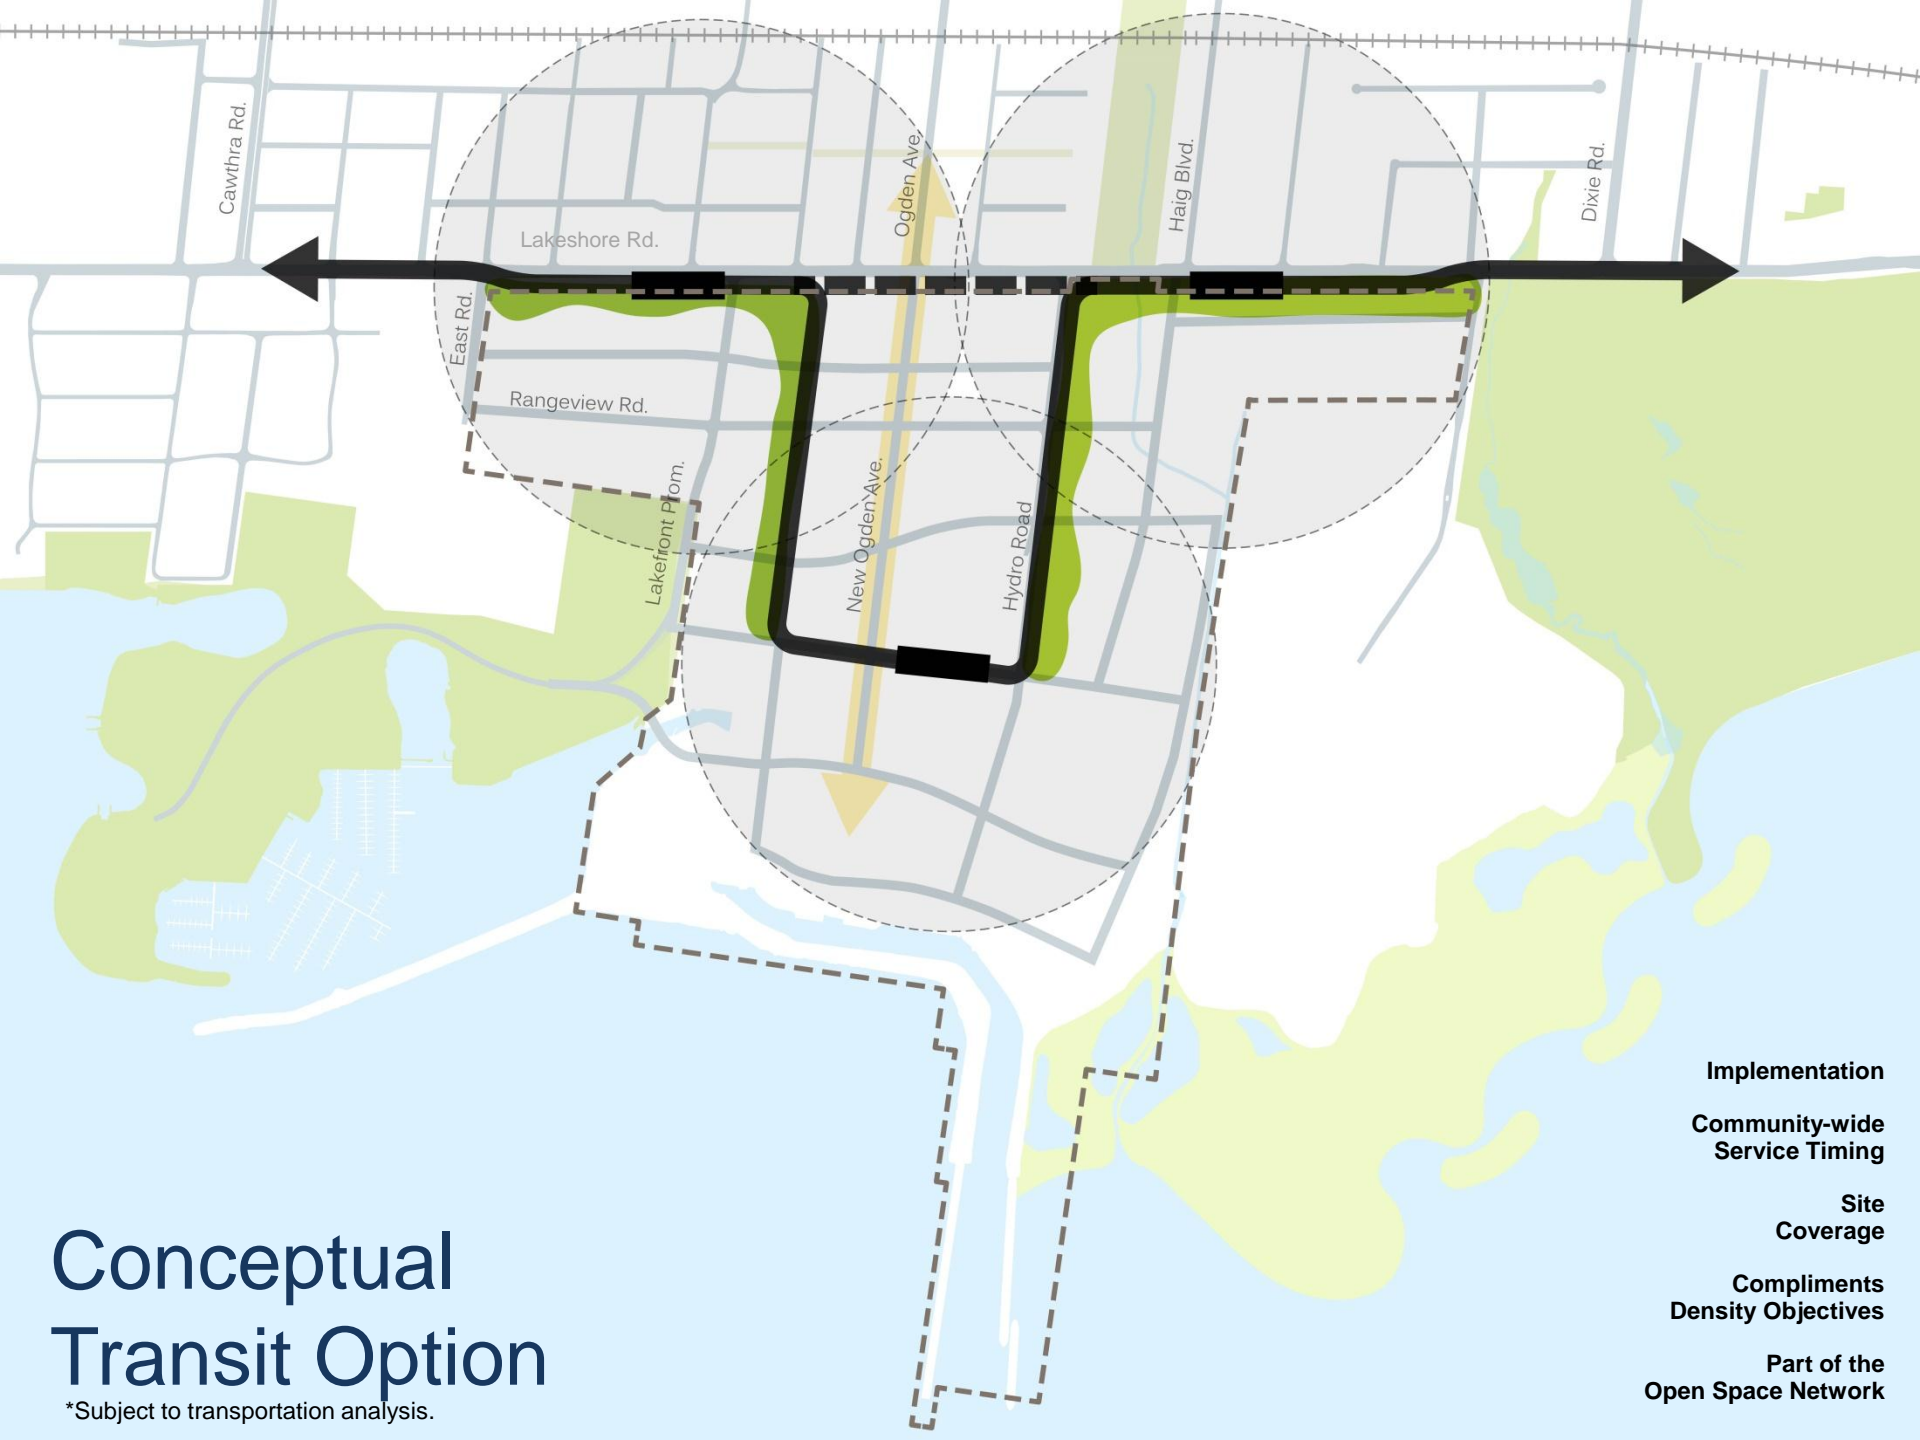 Cawthra Rd.
Ogden Ave.
Haig Blvd.
Dixie Rd.
Lakeshore Rd.
East Rd.
Rangeview Rd.
Lakefront Prom.
New Ogden Ave.
Hydro Road
Implementation
Community-wide
Service Timing
Site
Coverage
Compliments
Density Objectives
Part of the
Open Space Network
Conceptual
Transit Option
*Subject to transportation analysis.